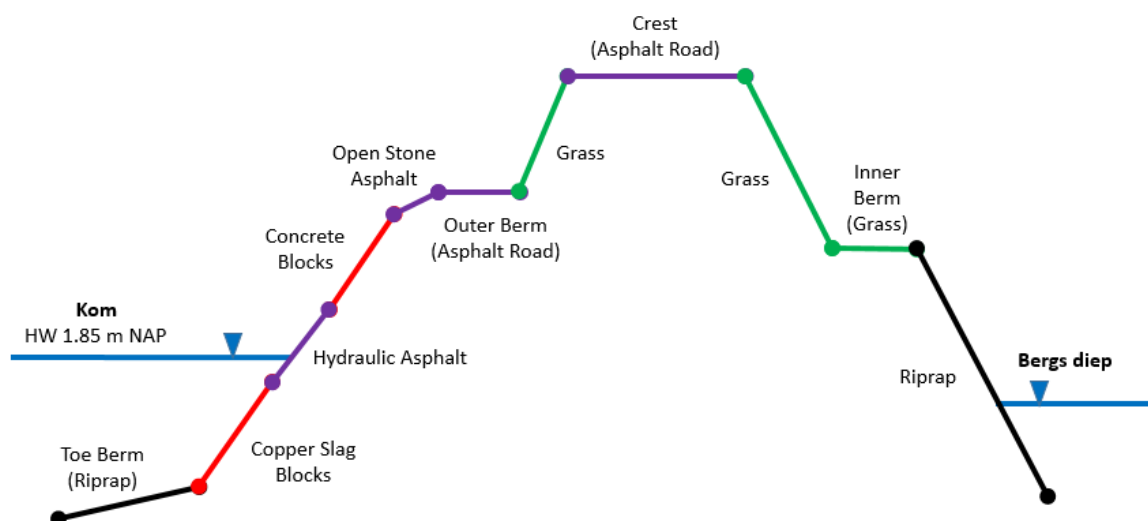 Crest
(Asphalt Road)
Open Stone
Asphalt
Grass
Grass
Inner
Berm
(Grass)
Concrete
Blocks
Outer Berm
(Asphalt Road)
Kom
HW 1.85 m NAP
Hydraulic Asphalt
Riprap
Bergs diep
Toe Berm
(Riprap)
Copper Slag
Blocks